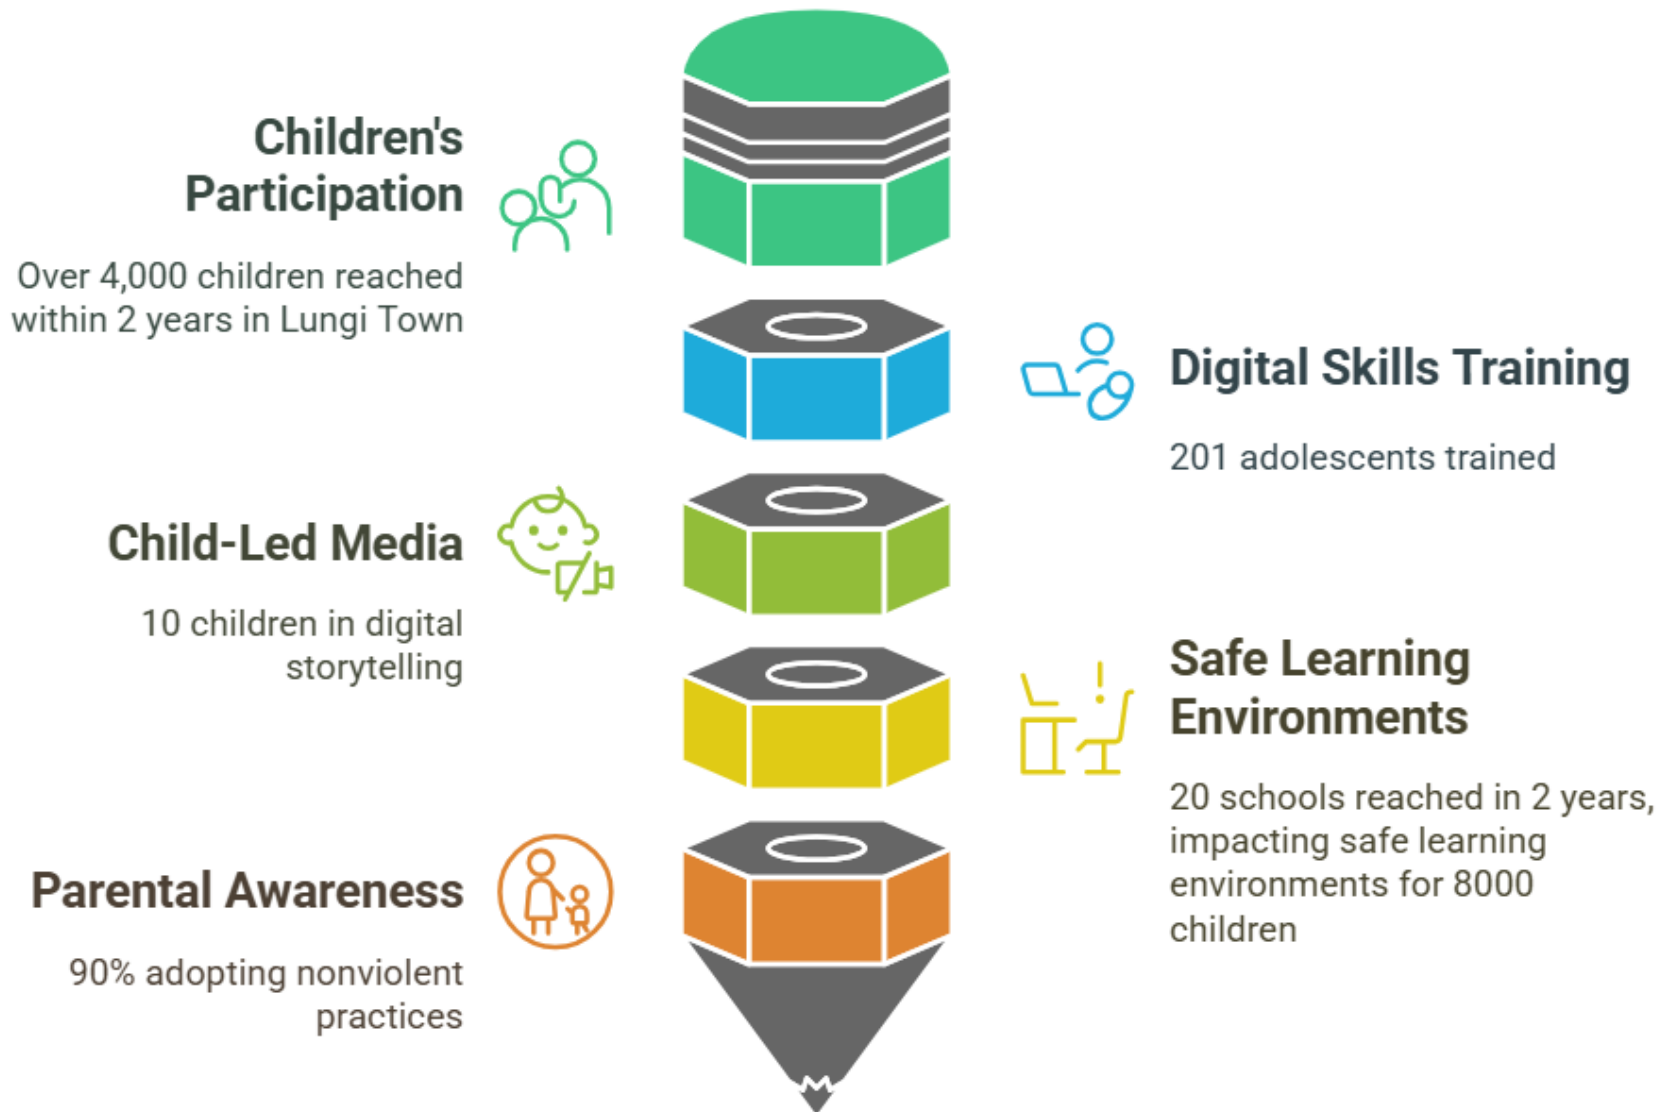 Children's
Participation
Over 4,000 children reached
within 2 years in Lungi Town
Digital Skills Training
201 adolescents trained
Child-Led Media
10 children in digital
storytelling
Safe Learning
Environments
20 schools reached in 2 years,
impacting safe learning
environments for 8000
children
Parental Awareness
90% adopting nonviolent
practices